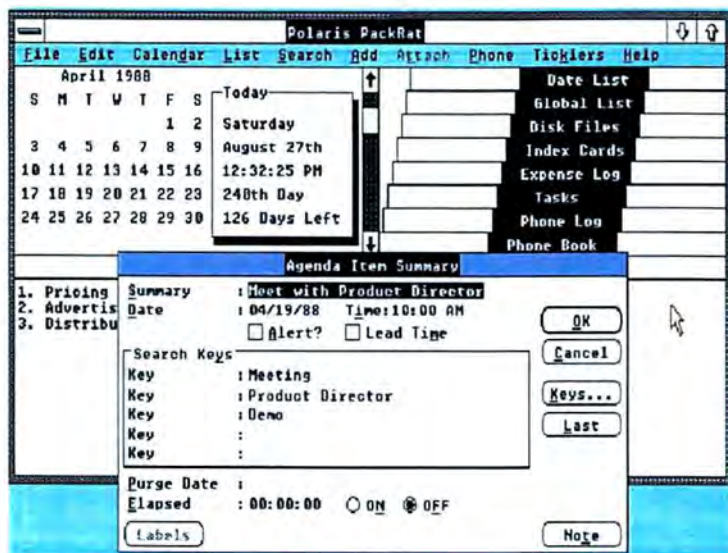 Polaris PackRat
File Edit Calendar List Search Add Attach Phone Ticklers Help
April 1988
S M T W T F S
1 2
3 4 5 6 7 8 9
10 11 12 13 14 15 16
17 18 19 20 21 22 23
24 25 26 27 28 29 30
Today
Saturday
August 27th
12:32:25 PM
240th Day
126 Days Left
Date List
Global List
Disk Files
Index Cards
Expense Log
Tasks
Phone Log
Phone Book
1. Pricing
2. Advertis
3. Distribu
Agenda Item Summary
Summary : Meet with Product Director
Date : 04/19/88 Time:10:00 AM
Alert? Lead Time
Search Keys
Key : Meeting
Key : Product Director
Key : Demo
Key :
Key :
Purge Date :
Elapsed : 00:00:00 ON OFF
OK
Cancel
Keys...
Last
Labels
Note